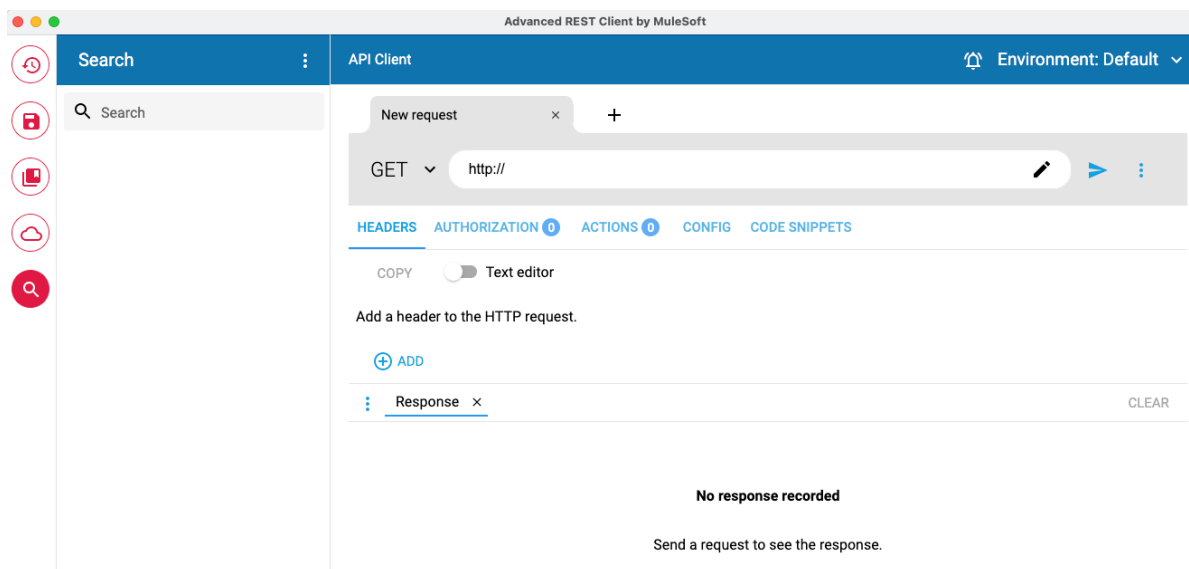 Advanced REST Client by MuleSoft
Search
API Client
Environment: Default
Search
New request
GET
http://
HEADERS AUTHORIZATION 0 ACTIONS 0 CONFIG CODE SNIPPETS
COPY Text editor
Add a header to the HTTP request.
ADD
Response
CLEAR
No response recorded
Send a request to see the response.